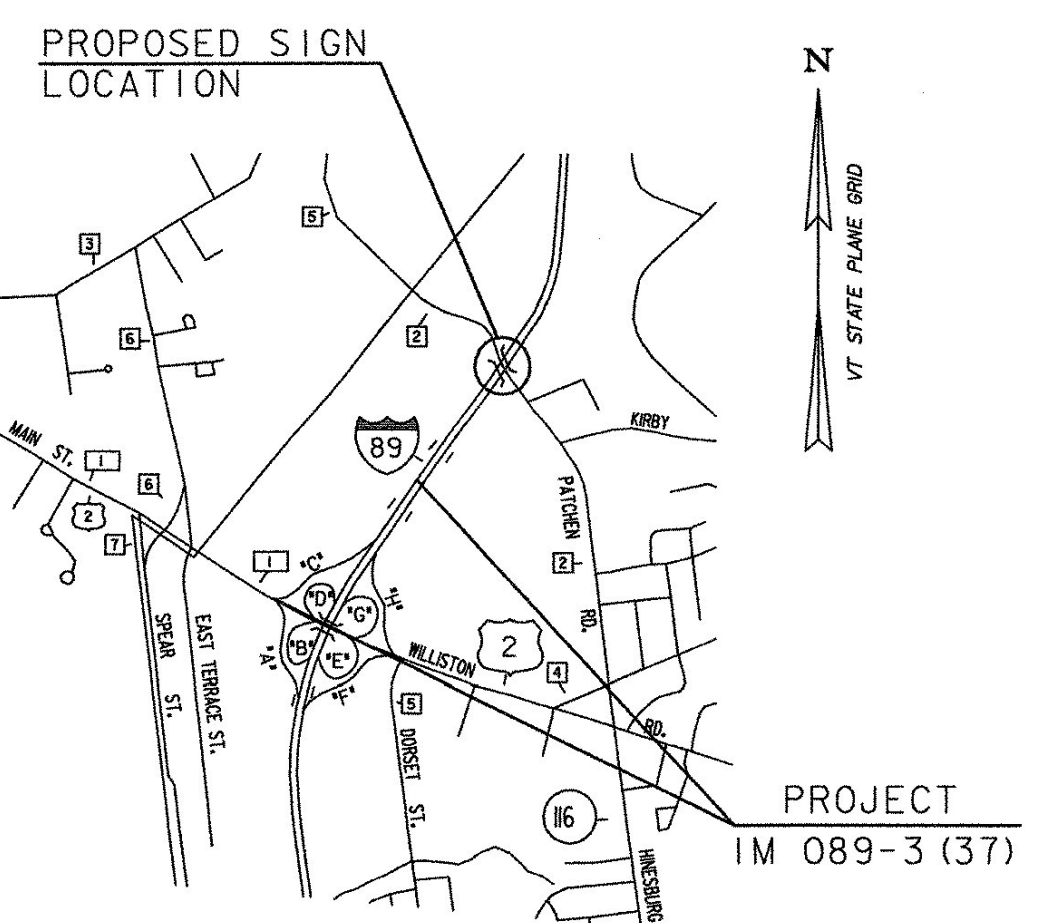 PROPOSED SIGN
LOCATION
N
VT STATE PLANE GRID
5
3
6
2
89
KIRBY
MAIN ST.
1
2
6
7
PATCHEN RD.
2
1
"C"
"D"
"G"
"H"
"B"
"E"
"A"
"F"
SPEAR ST.
EAST TERRACE ST.
WILLISTON RD.
2
4
5
DORSET ST.
116
HINESBURG
PROJECT
IM 089-3 (37)